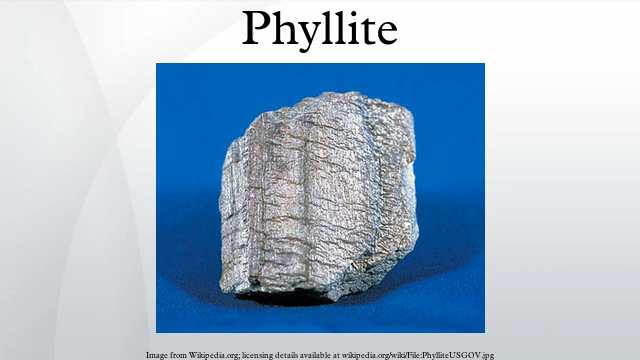 Phyllite
Image from Wikipedia.org; licensing details available at wikipedia.org/wiki/File:PhylliteUSGOV.jpg